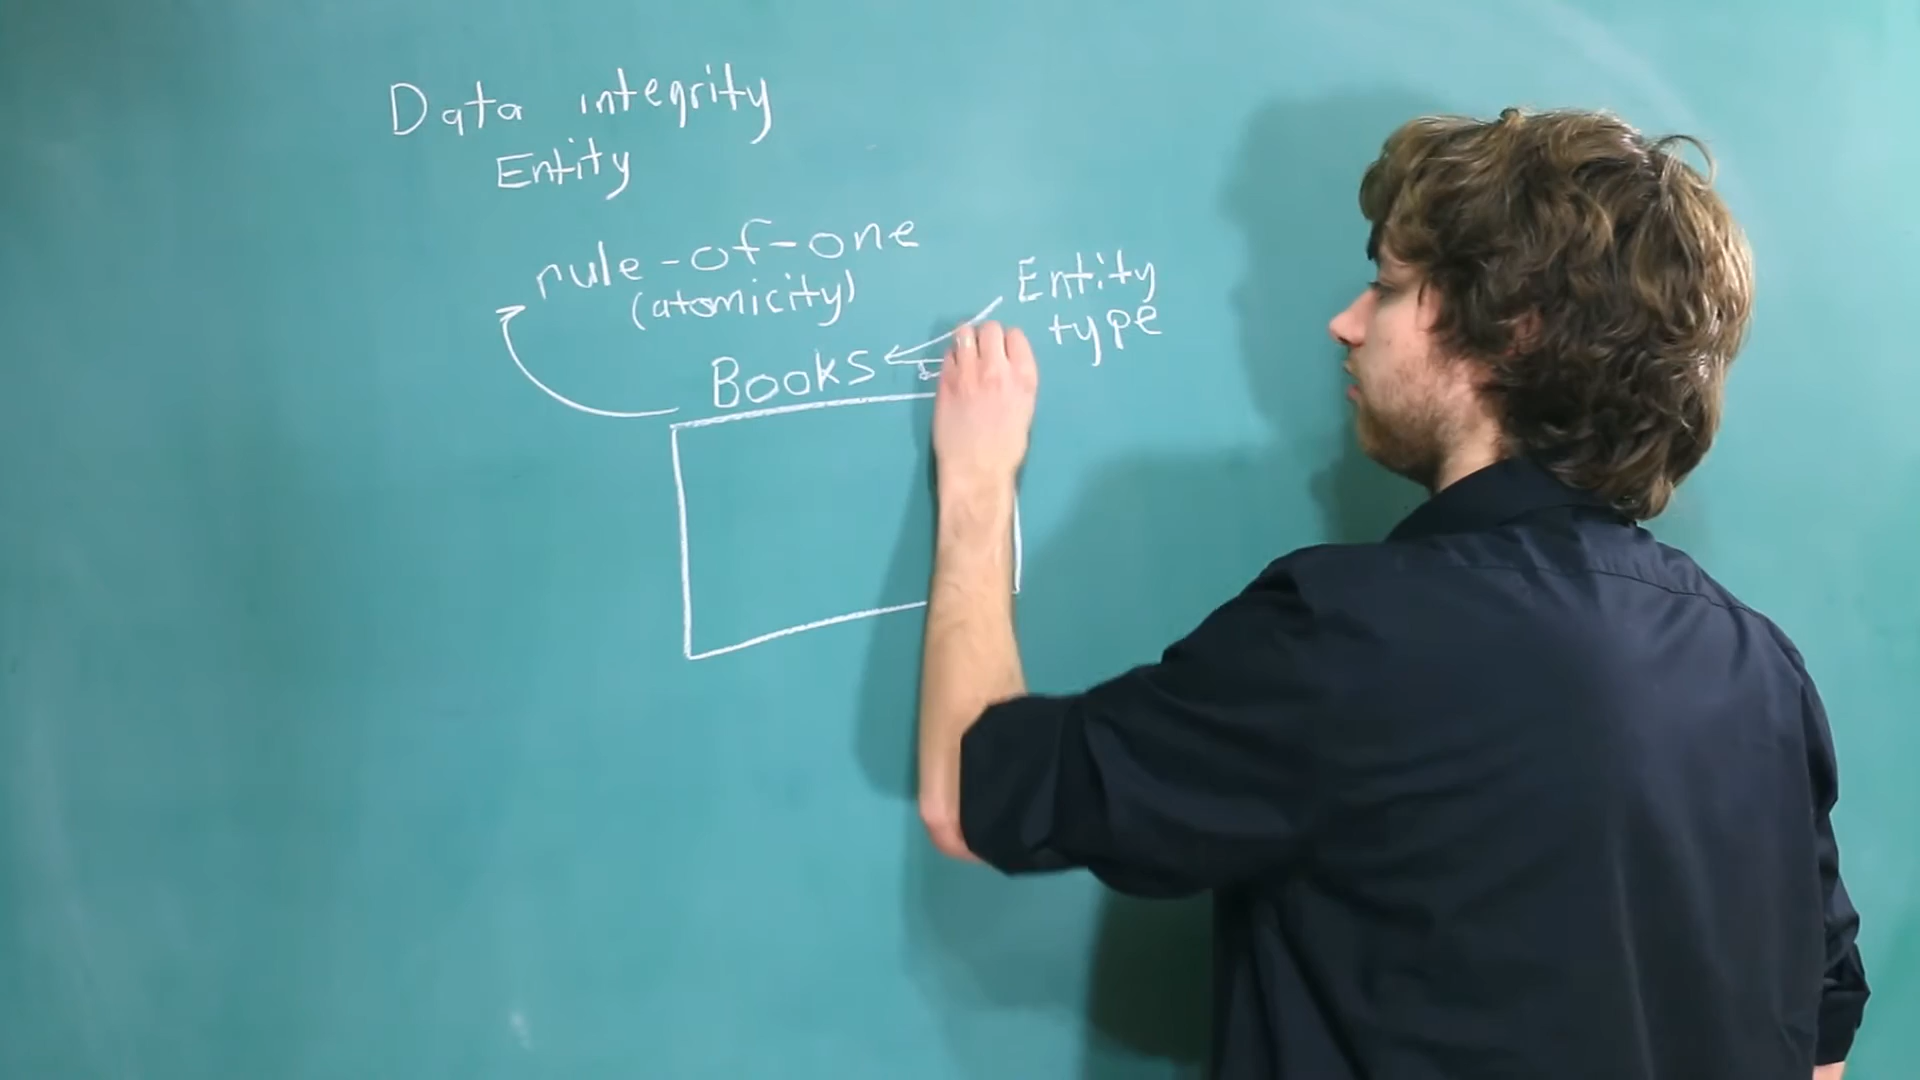 Data integrity
Entity
rule-of-one
(atomicity)
Entity
type
Books